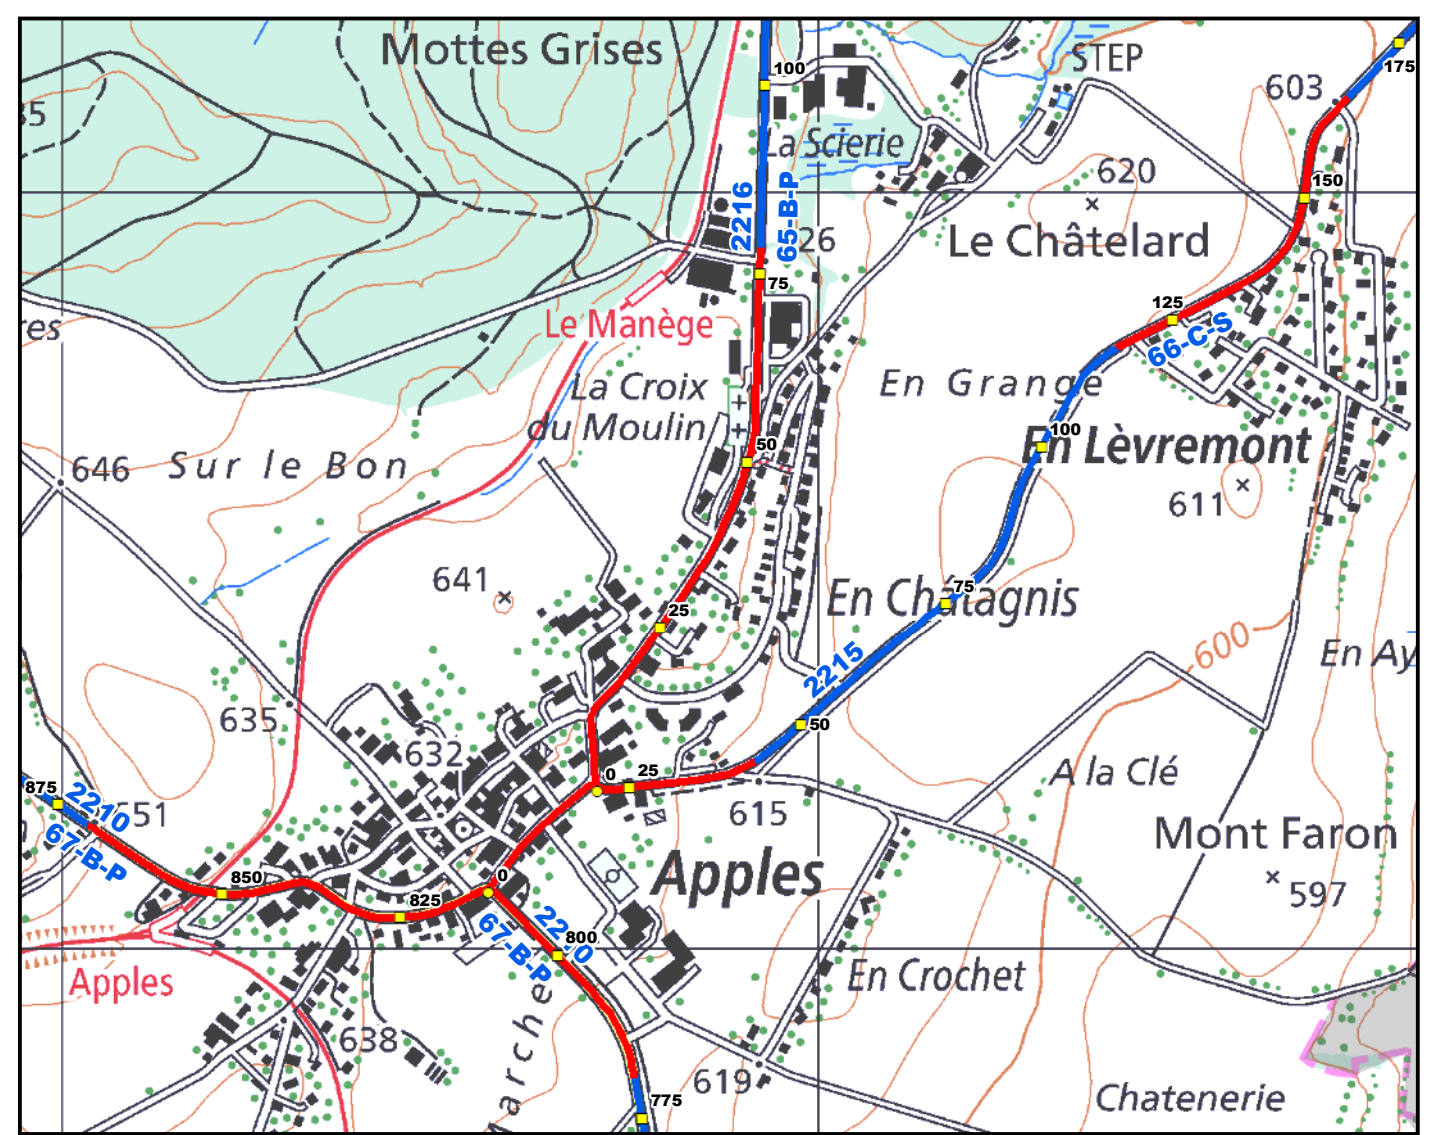 Mottes Grises
STEP
175
100
603
35
La Scierie
620
150
2216
65-B-P
26
Le Châtelard
75
res
Le Manège
125
66-C-S
La Croix
du Moulin
En Grange
100
50
En Lèvremont
646
Sur le Bon
611
641
75
En Châtagnis
25
600
En Ay
2215
635
50
632
0
25
A la Clé
875
2210
651
67-B-P
615
Mont Faron
850
0
Apples
597
825
2210
800
67-B-P
Apples
En Crochet
Marche
638
619
775
Chatenerie